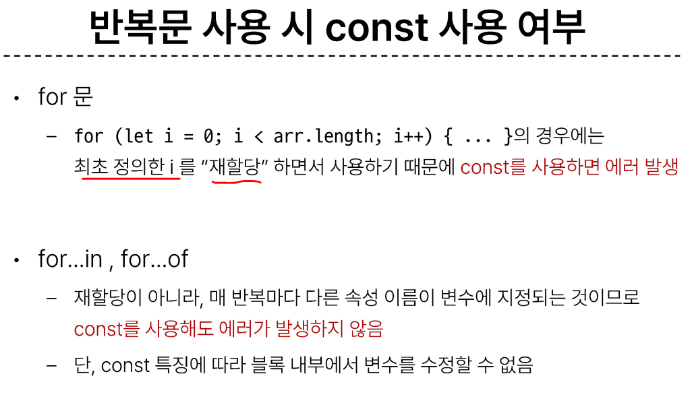 반복문 사용 시 const 사용 여부
• for 문
– for (let i = 0; i < arr.length; i++) { ... }의 경우에는
최초 정의한 i 를 “재할당” 하면서 사용하기 때문에 const를 사용하면 에러 발생
• for...in , for...of
– 재할당이 아니라, 매 반복마다 다른 속성 이름이 변수에 지정되는 것이므로
const를 사용해도 에러가 발생하지 않음
– 단, const 특징에 따라 블록 내부에서 변수를 수정할 수 없음